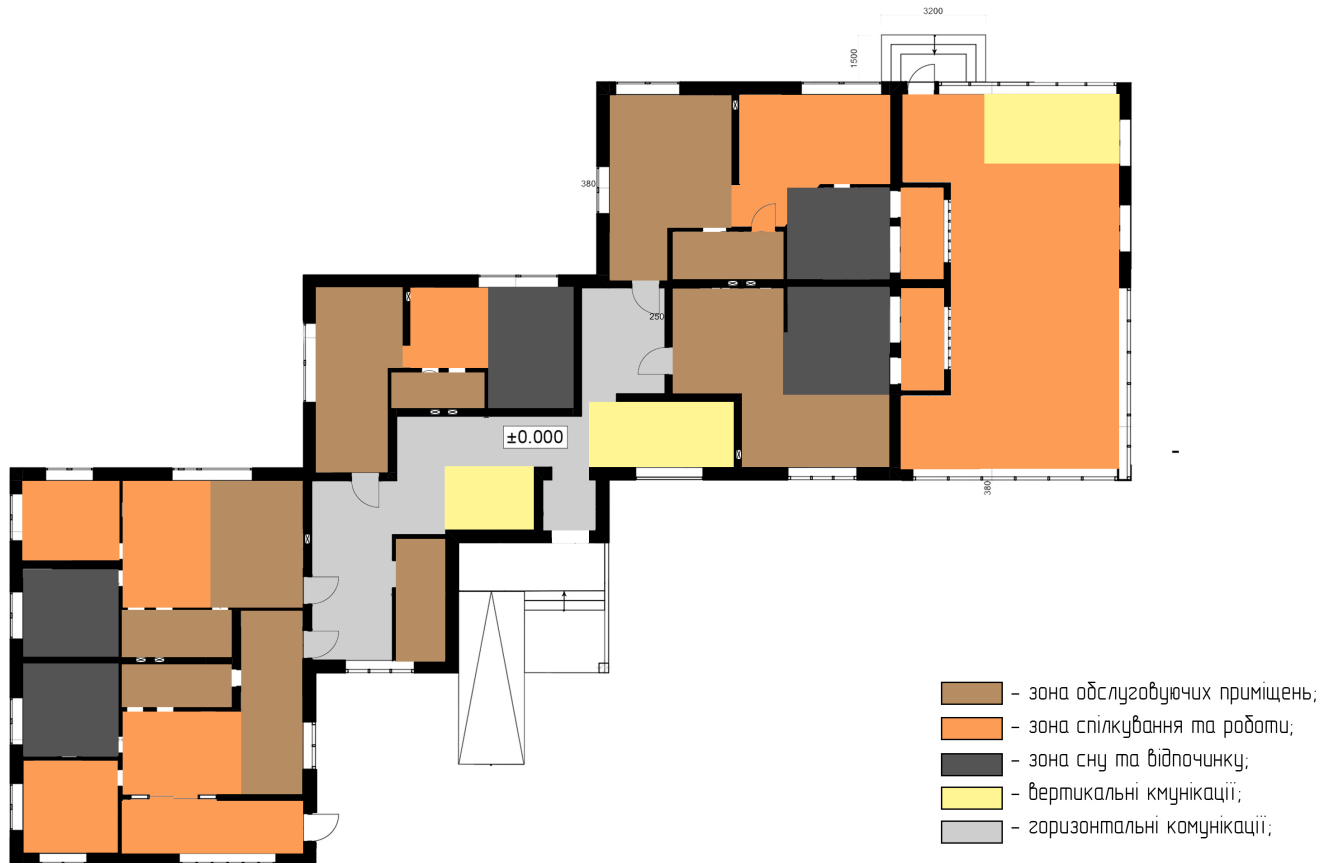 3200
1500
380
250
±0.000
380
- зона обслуговуючих приміщень;
- зона спілкування та роботи;
- зона сну та відпочинку;
- вертикальні кмунікації;
- горизонтальні комунікації;